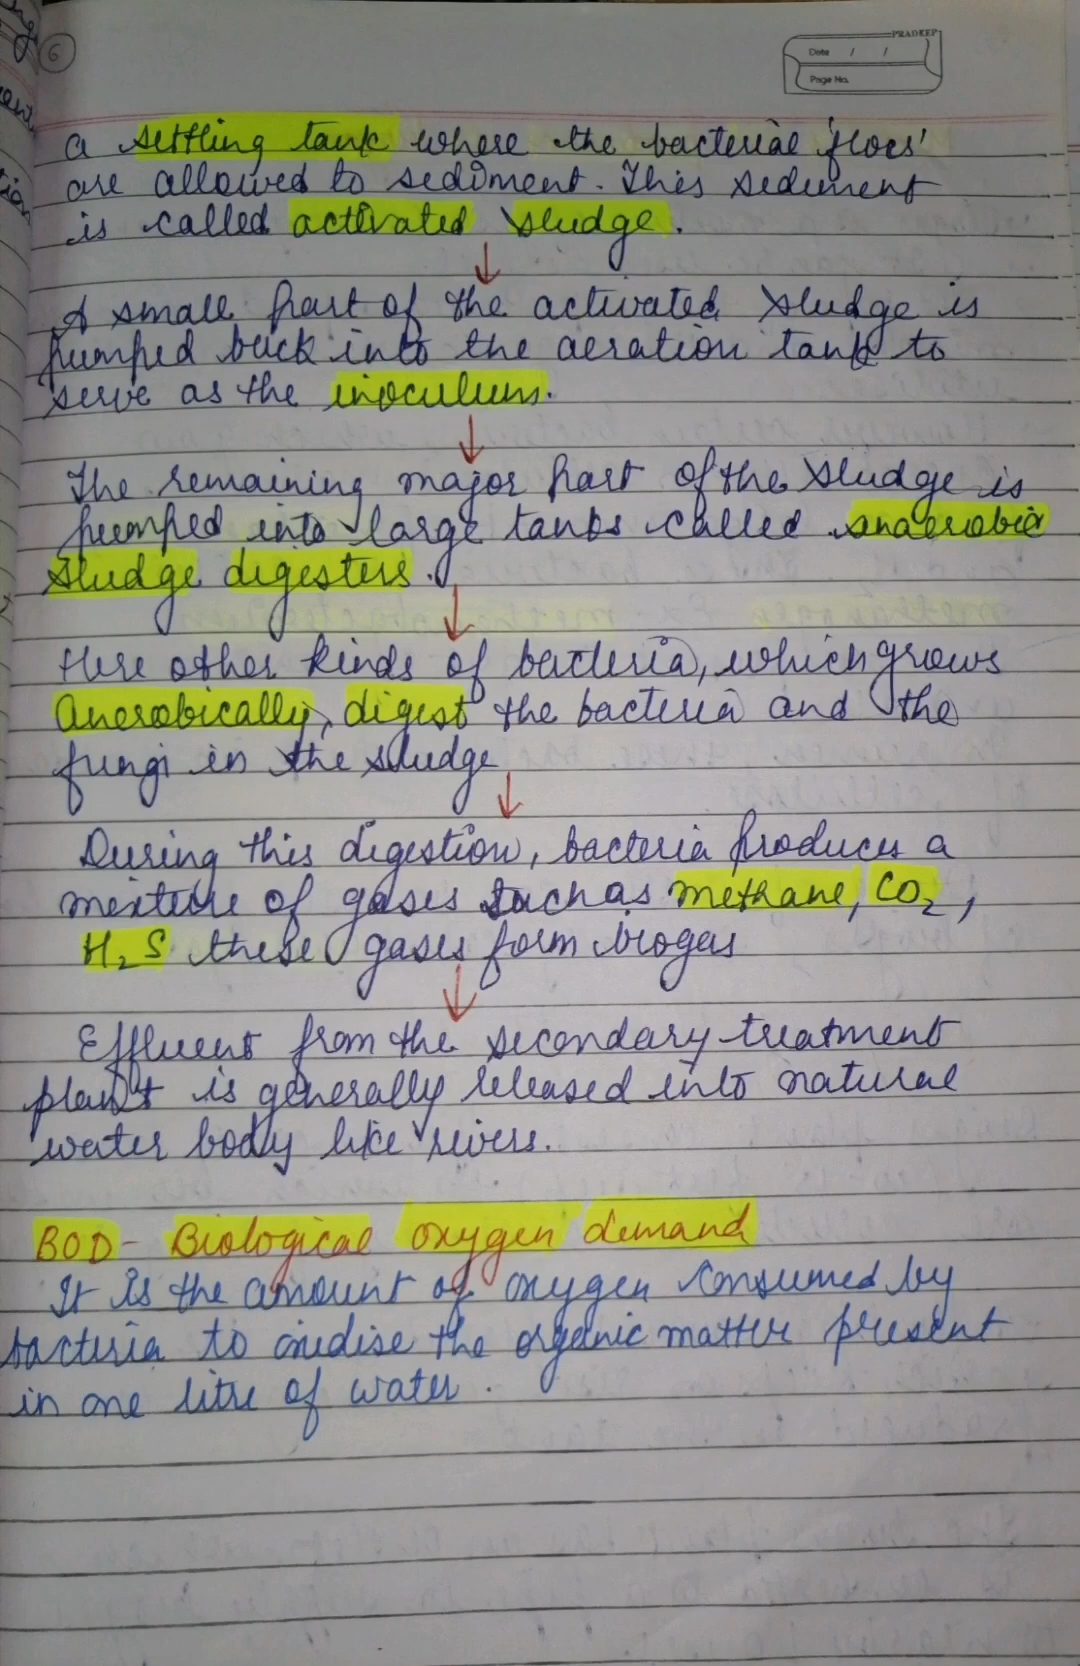 6
PRADEEP
Date / /
Page No.
a settling tank where the bacterial 'flocs'
are allowed to sediment. This sediment
is called activated sludge.
↓
A small part of the activated sludge is
pumped back into the aeration tank to
serve as the inoculum.
↓
The remaining major part of the sludge is
pumped into large tanks called anaerobic
sludge digesters.
↓
Here other kinds of bacteria, which grows
anerobically, digest the bacteria and the
fungi in the sludge
↓
During this digestion, bacteria produces a
mixture of gases such as methane, CO₂,
H₂S these gases form biogas
↓
Effluent from the secondary treatment
plant is generally released into natural
water body like rivers.
BOD - Biological oxygen demand
It is the amount of oxygen consumed by
bacteria to oxidise the organic matter present
in one litre of water.